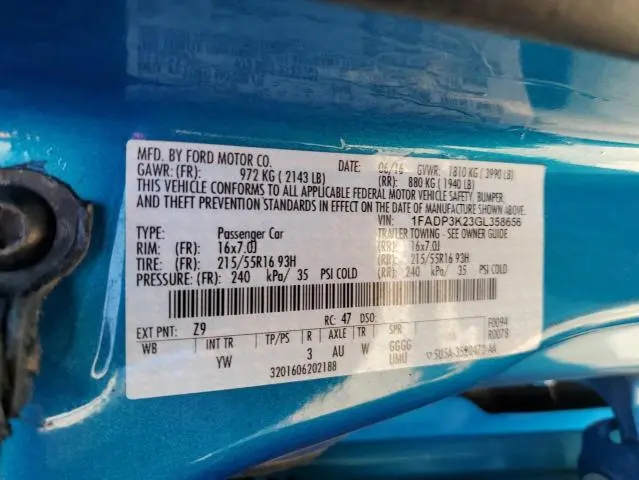 MFD. BY FORD MOTOR CO. DATE: 06/16 GVWR: 1810 KG ( 3990 LB)
GAWR: (FR): 972 KG ( 2143 LB) (RR): 880 KG ( 1940 LB)
THIS VEHICLE CONFORMS TO ALL APPLICABLE FEDERAL MOTOR VEHICLE SAFETY, BUMPER,
AND THEFT PREVENTION STANDARDS IN EFFECT ON THE DATE OF MANUFACTURE SHOWN ABOVE.
VIN: 1FADP3K23GL358656
TYPE: Passenger Car TRAILER TOWING - SEE OWNER GUIDE
RIM: (FR): 16x7.0J (RR): 16x7.0J
TIRE: (FR): 215/55R16 93H (RR): 215/55R16 93H
PRESSURE: (FR): 240 kPa/ 35 PSI COLD (RR): 240 kPa/ 35 PSI COLD
EXT PNT: Z9 RC: 47 DSO: F0094
WB INT TR TP/PS R AXLE TR SPR R0078
YW 3 AU W GGGG
UMU
3201606202188